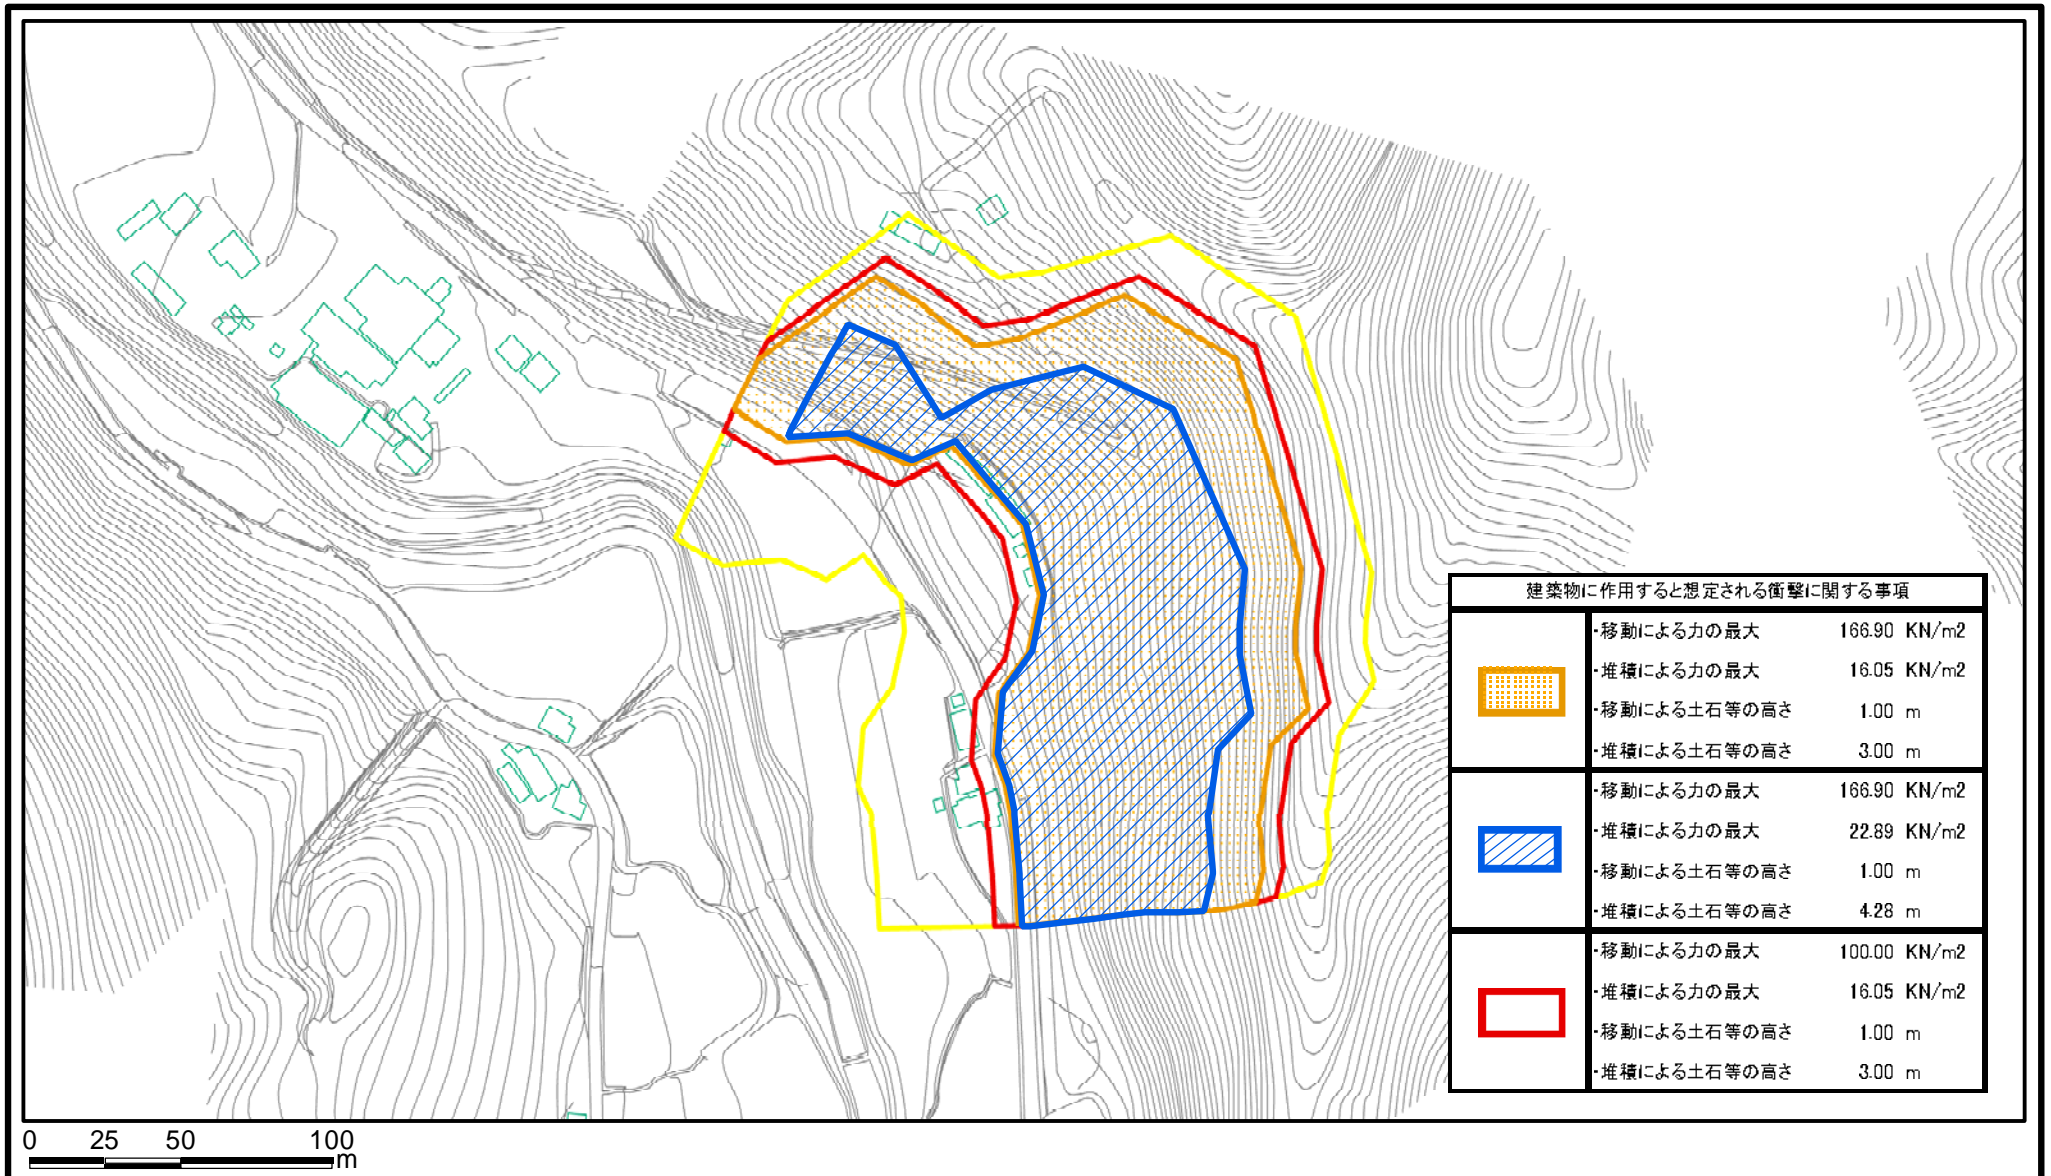 建築物に作用すると想定される衝撃に関する事項
・移動による力の最大 166.90 KN/m2
・堆積による力の最大 16.05 KN/m2
・移動による土石等の高さ 1.00 m
・堆積による土石等の高さ 3.00 m
・移動による力の最大 166.90 KN/m2
・堆積による力の最大 22.89 KN/m2
・移動による土石等の高さ 1.00 m
・堆積による土石等の高さ 4.28 m
・移動による力の最大 100.00 KN/m2
・堆積による力の最大 16.05 KN/m2
・移動による土石等の高さ 1.00 m
・堆積による土石等の高さ 3.00 m
0 25 50 100
m